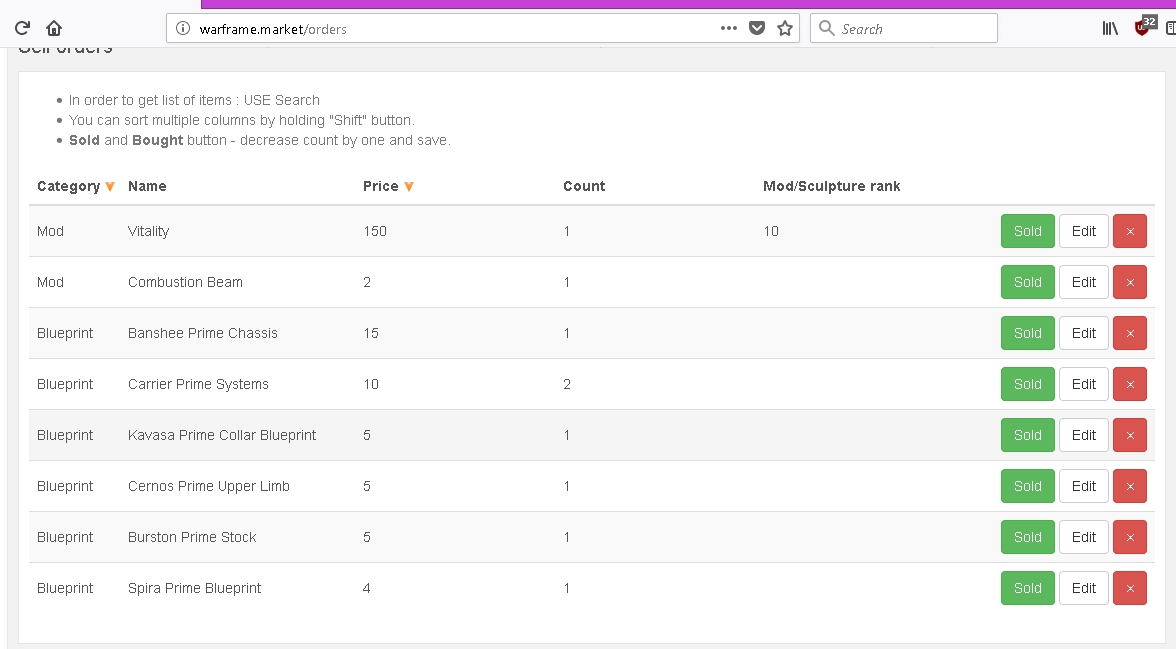 warframe.market/orders
Search
32
Sell orders
In order to get list of items : USE Search
You can sort multiple columns by holding "Shift" button.
Sold and Bought button - decrease count by one and save.
Category Name Price Count Mod/Sculpture rank
Mod Vitality 150 1 10 Sold Edit ×
Mod Combustion Beam 2 1 Sold Edit ×
Blueprint Banshee Prime Chassis 15 1 Sold Edit ×
Blueprint Carrier Prime Systems 10 2 Sold Edit ×
Blueprint Kavasa Prime Collar Blueprint 5 1 Sold Edit ×
Blueprint Cernos Prime Upper Limb 5 1 Sold Edit ×
Blueprint Burston Prime Stock 5 1 Sold Edit ×
Blueprint Spira Prime Blueprint 4 1 Sold Edit ×